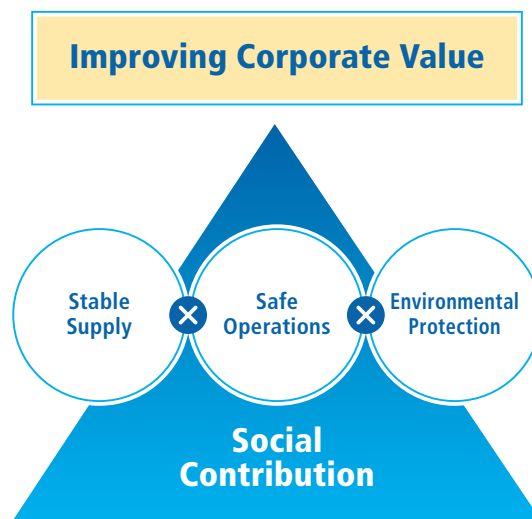 Improving Corporate Value
Stable
Supply
Safe
Operations
Environmental
Protection
Social
Contribution